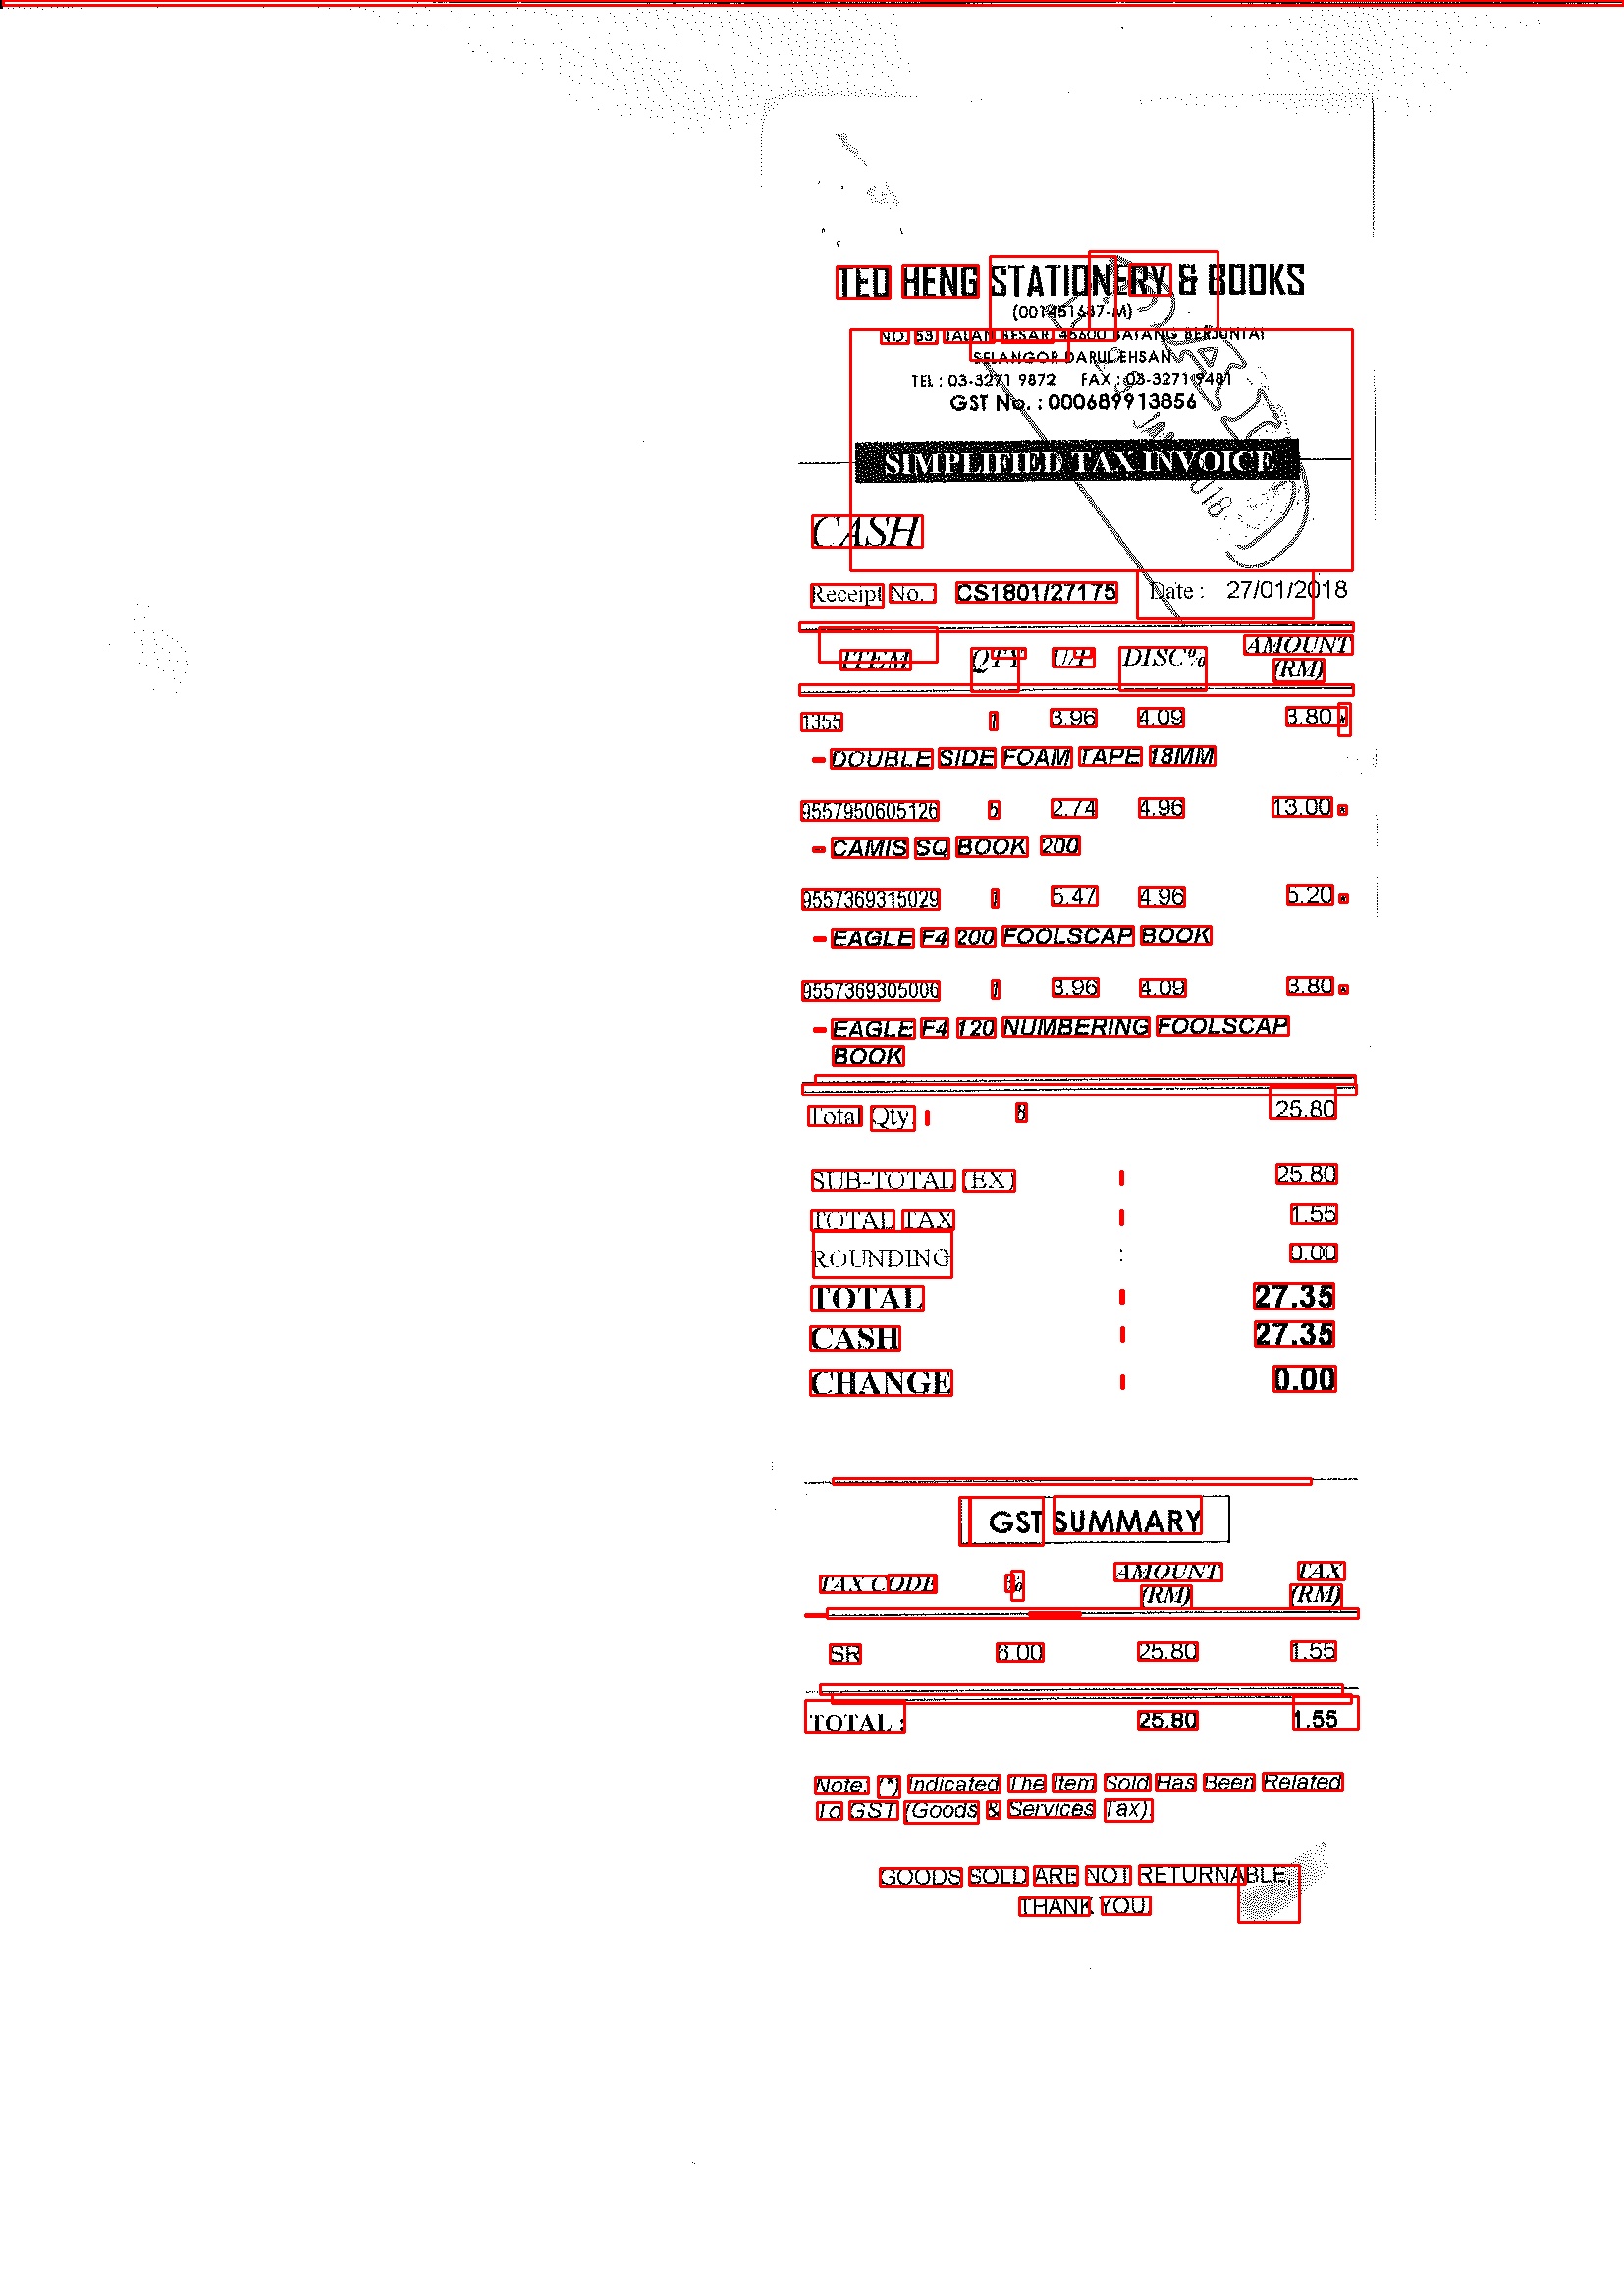 TEO HENG STATIONERY & BOOKS
(001451637-M)
NO. 53, JALAN BESAR, 45600 BATANG BERJUNTAI
SELANGOR DARUL EHSAN
TEL : 03-3271 9872 FAX : 03-3271 9481
GST No. : 000689913856
SIMPLIFIED TAX INVOICE
CASH
Receipt No. : CS1801/27175 Date : 27/01/2018
ITEM QTY U/P DISC% AMOUNT (RM)
1355 1 3.96 4.09 3.80 *
- DOUBLE SIDE FOAM TAPE 18MM
9557950605126 5 2.74 4.96 13.00 *
- CAMIS SQ BOOK 200
9557369315029 1 5.47 4.96 5.20 *
- EAGLE F4 200 FOOLSCAP BOOK
9557369305006 1 3.96 4.09 3.80 *
- EAGLE F4 120 NUMBERING FOOLSCAP
BOOK
Total Qty. : 8 25.80
SUB-TOTAL (EX) : 25.80
TOTAL TAX : 1.55
ROUNDING : 0.00
TOTAL : 27.35
CASH : 27.35
CHANGE : 0.00
GST SUMMARY
TAX CODE % AMOUNT (RM) TAX (RM)
SR 6.00 25.80 1.55
TOTAL : 25.80 1.55
Note: (*) Indicated The Item Sold Has Been Related
To GST (Goods & Services Tax).
GOODS SOLD ARE NOT RETURNABLE,
THANK YOU.